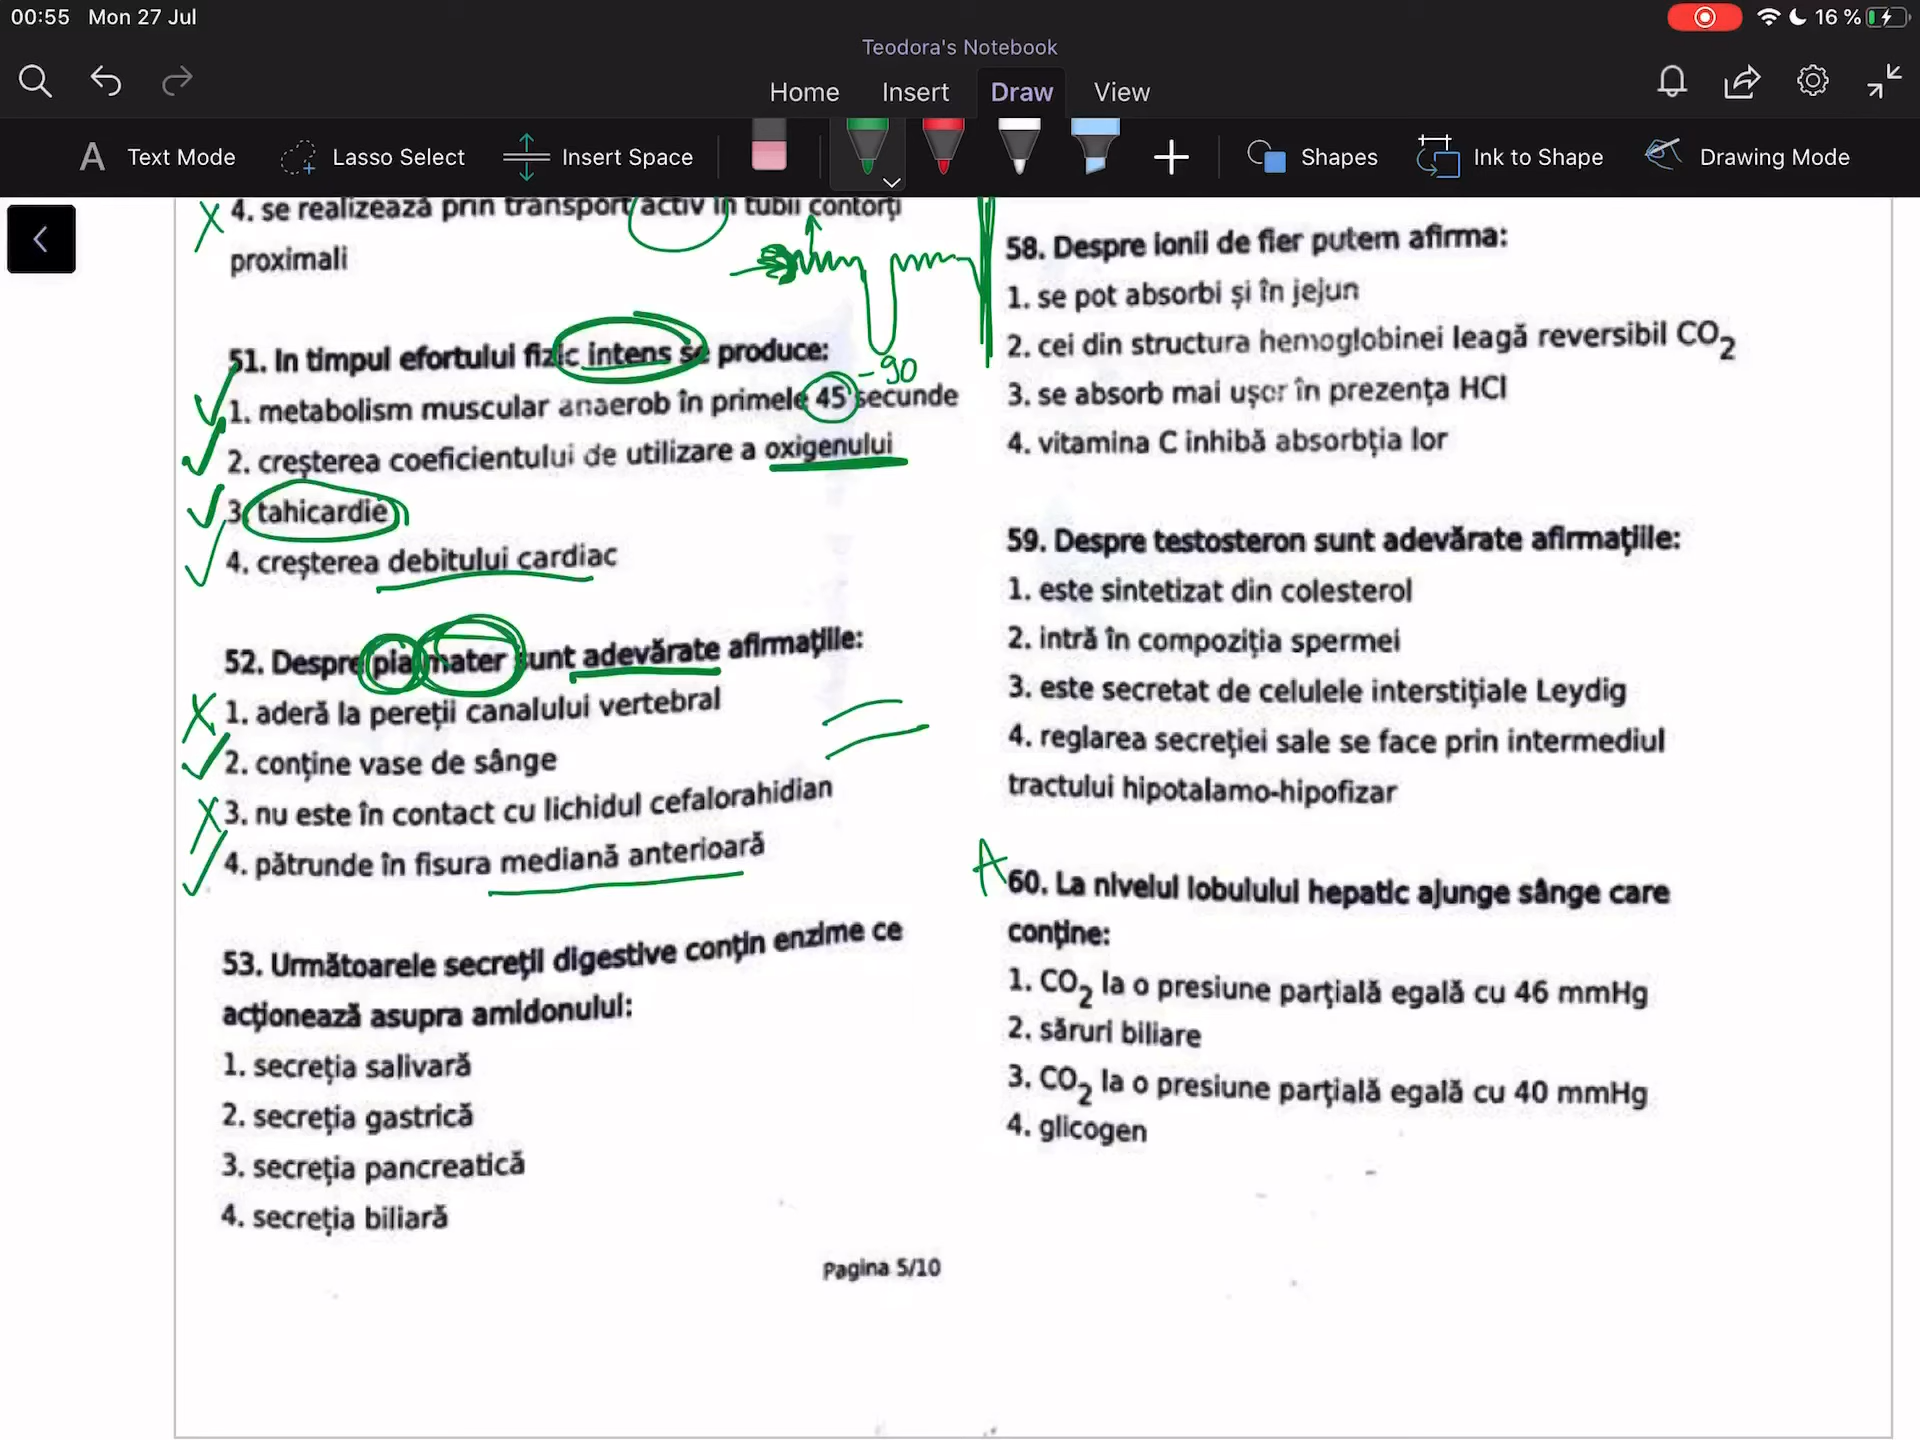 00:55 Mon 27 Jul
16 %
Teodora's Notebook
Home Insert Draw View
Text Mode Lasso Select Insert Space Shapes Ink to Shape Drawing Mode
X 4. se realizează prin transport activ in tubii contorți
proximali
51. In timpul efortului fizic intens se produce:
-90
1. metabolism muscular anaerob în primele 45 secunde
2. creșterea coeficientului de utilizare a oxigenului
3 tahicardie
4. creșterea debitului cardiac
52. Despre pia mater sunt adevărate afirmațiile:
X 1. aderă la pereții canalului vertebral
2. conține vase de sânge
X 3. nu este în contact cu lichidul cefalorahidian
4. pătrunde în fisura mediană anterioară
53. Următoarele secreții digestive conțin enzime ce
acționează asupra amidonului:
1. secreția salivară
2. secreția gastrică
3. secreția pancreatică
4. secreția biliară
58. Despre ionii de fier putem afirma:
1. se pot absorbi și în jejun
2. cei din structura hemoglobinei leagă reversibil CO2
3. se absorb mai ușor în prezența HCl
4. vitamina C inhibă absorbția lor
59. Despre testosteron sunt adevărate afirmațiile:
1. este sintetizat din colesterol
2. intră în compoziția spermei
3. este secretat de celulele interstițiale Leydig
4. reglarea secreției sale se face prin intermediul
tractului hipotalamo-hipofizar
A 60. La nivelul lobulului hepatic ajunge sânge care
conține:
1. CO2 la o presiune parțială egală cu 46 mmHg
2. săruri biliare
3. CO2 la o presiune parțială egală cu 40 mmHg
4. glicogen
Pagina 5/10